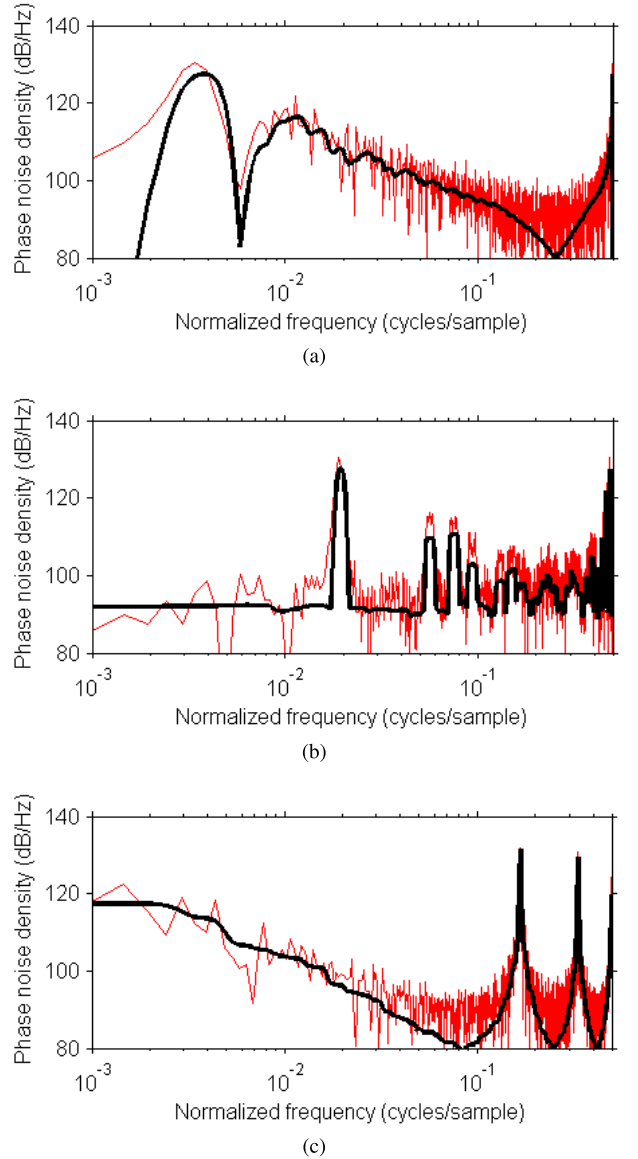 140
120
100
80
Phase noise density (dB/Hz)
10-3
10-2
10-1
Normalized frequency (cycles/sample)
(a)
140
120
100
80
Phase noise density (dB/Hz)
10-3
10-2
10-1
Normalized frequency (cycles/sample)
(b)
140
120
100
80
Phase noise density (dB/Hz)
10-3
10-2
10-1
Normalized frequency (cycles/sample)
(c)